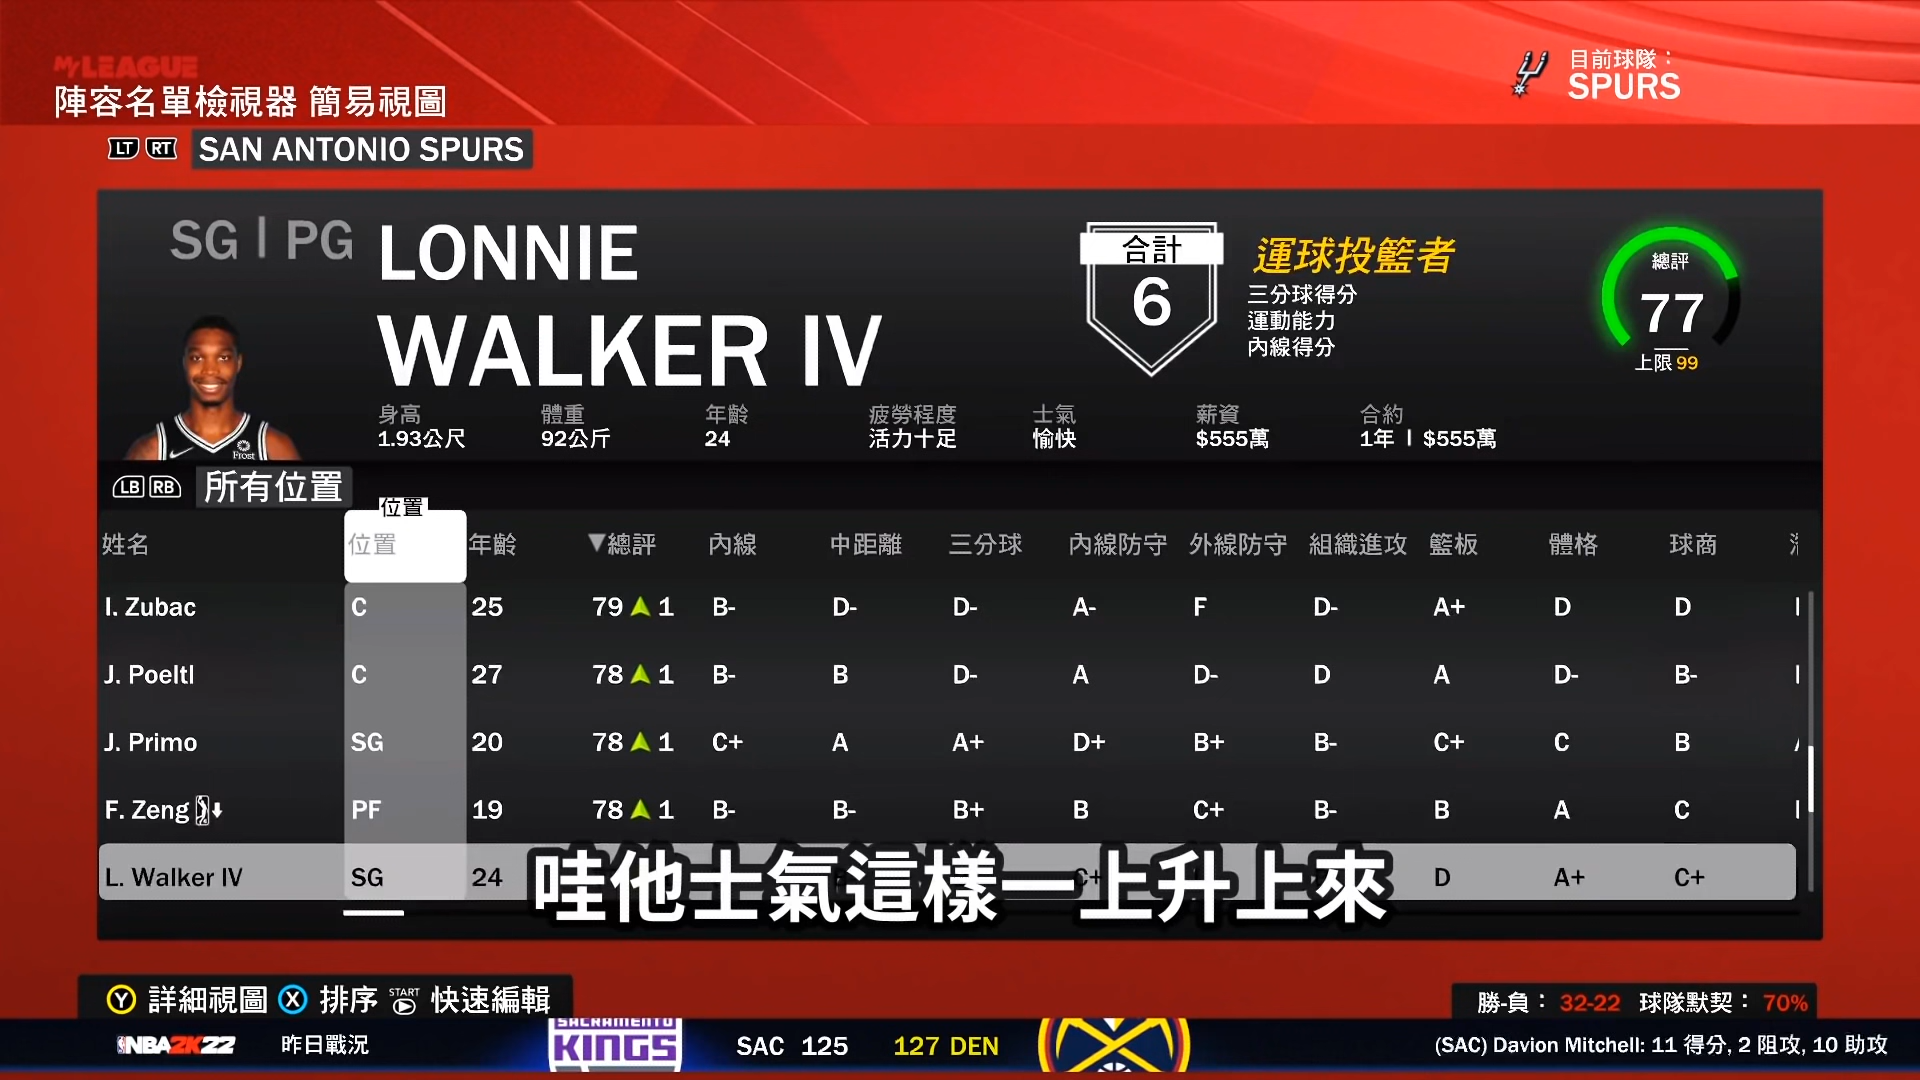 MyLEAGUE
陣容名單檢視器 簡易視圖
目前球隊：
SPURS
LT RT SAN ANTONIO SPURS
SG | PG
LONNIE
WALKER IV
合計
6
運球投籃者
三分球得分
運動能力
內線得分
總評
77
上限 99
Frost
身高 體重 年齡 疲勞程度 士氣 薪資 合約
1.93公尺 92公斤 24 活力十足 愉快 $555萬 1年 | $555萬
LB RB 所有位置
位置
姓名 位置 年齡 ▼總評 內線 中距離 三分球 內線防守 外線防守 組織進攻 籃板 體格 球商
I. Zubac C 25 79 ▲ 1 B- D- D- A- F D- A+ D D
J. Poeltl C 27 78 ▲ 1 B- B D- A D- D A D- B-
J. Primo SG 20 78 ▲ 1 C+ A A+ D+ B+ B- C+ C B
F. Zeng PF 19 78 ▲ 1 B- B- B+ B C+ B- B A C
L. Walker IV SG 24 C+ D A+ C+
哇他士氣這樣一上升上來
Y 詳細視圖 X 排序 START 快速編輯
勝-負： 32-22 球隊默契： 70%
NBA2K22 昨日戰況 SACRAMENTO KINGS SAC 125 127 DEN (SAC) Davion Mitchell: 11 得分, 2 阻攻, 10 助攻